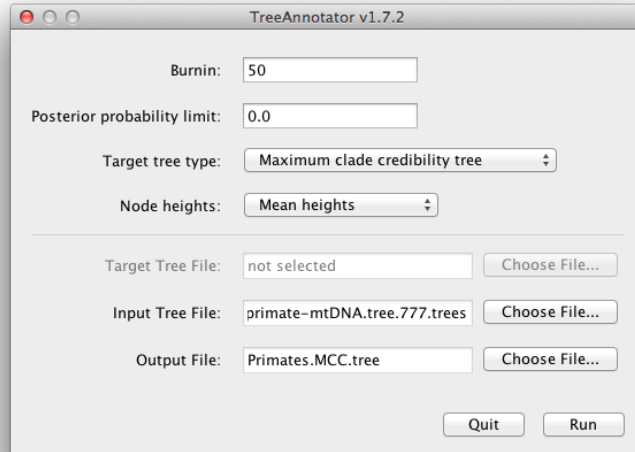 TreeAnnotator v1.7.2
Burnin: 50
Posterior probability limit: 0.0
Target tree type: Maximum clade credibility tree
Node heights: Mean heights
Target Tree File: not selected Choose File...
Input Tree File: primate-mtDNA.tree.777.trees Choose File...
Output File: Primates.MCC.tree Choose File...
Quit Run